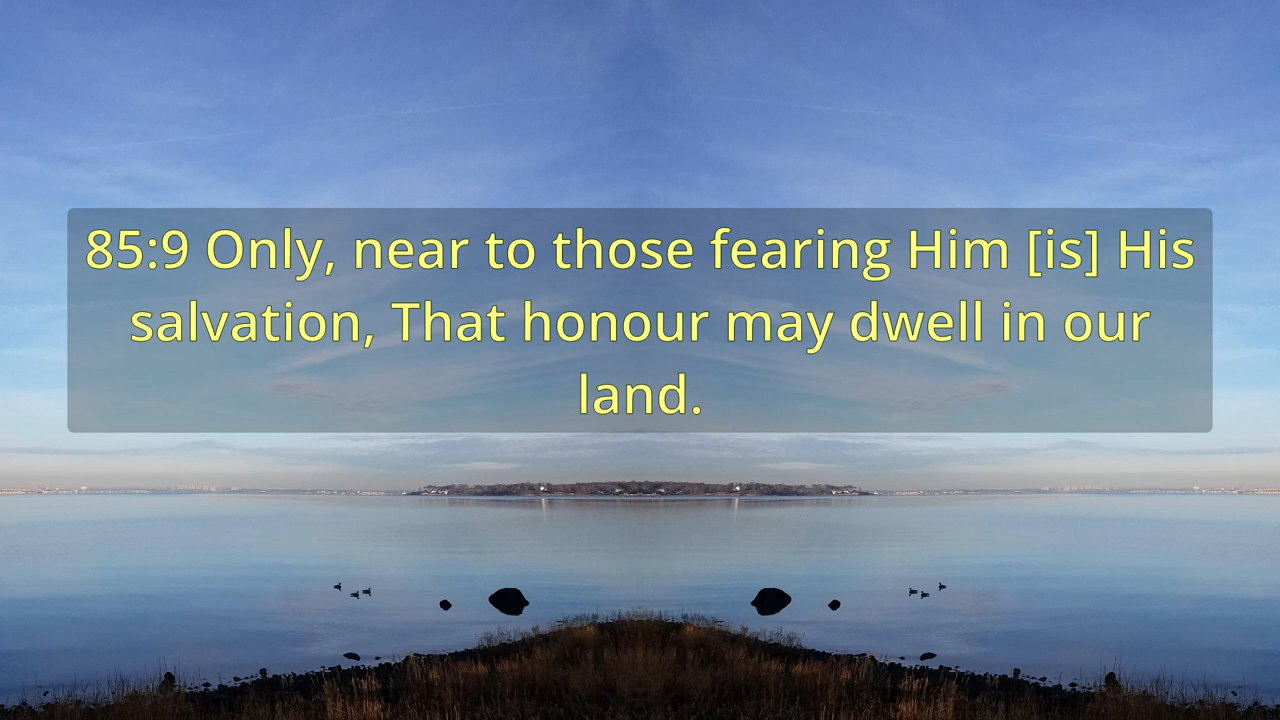 85:9 Only, near to those fearing Him [is] His
salvation, That honour may dwell in our
land.